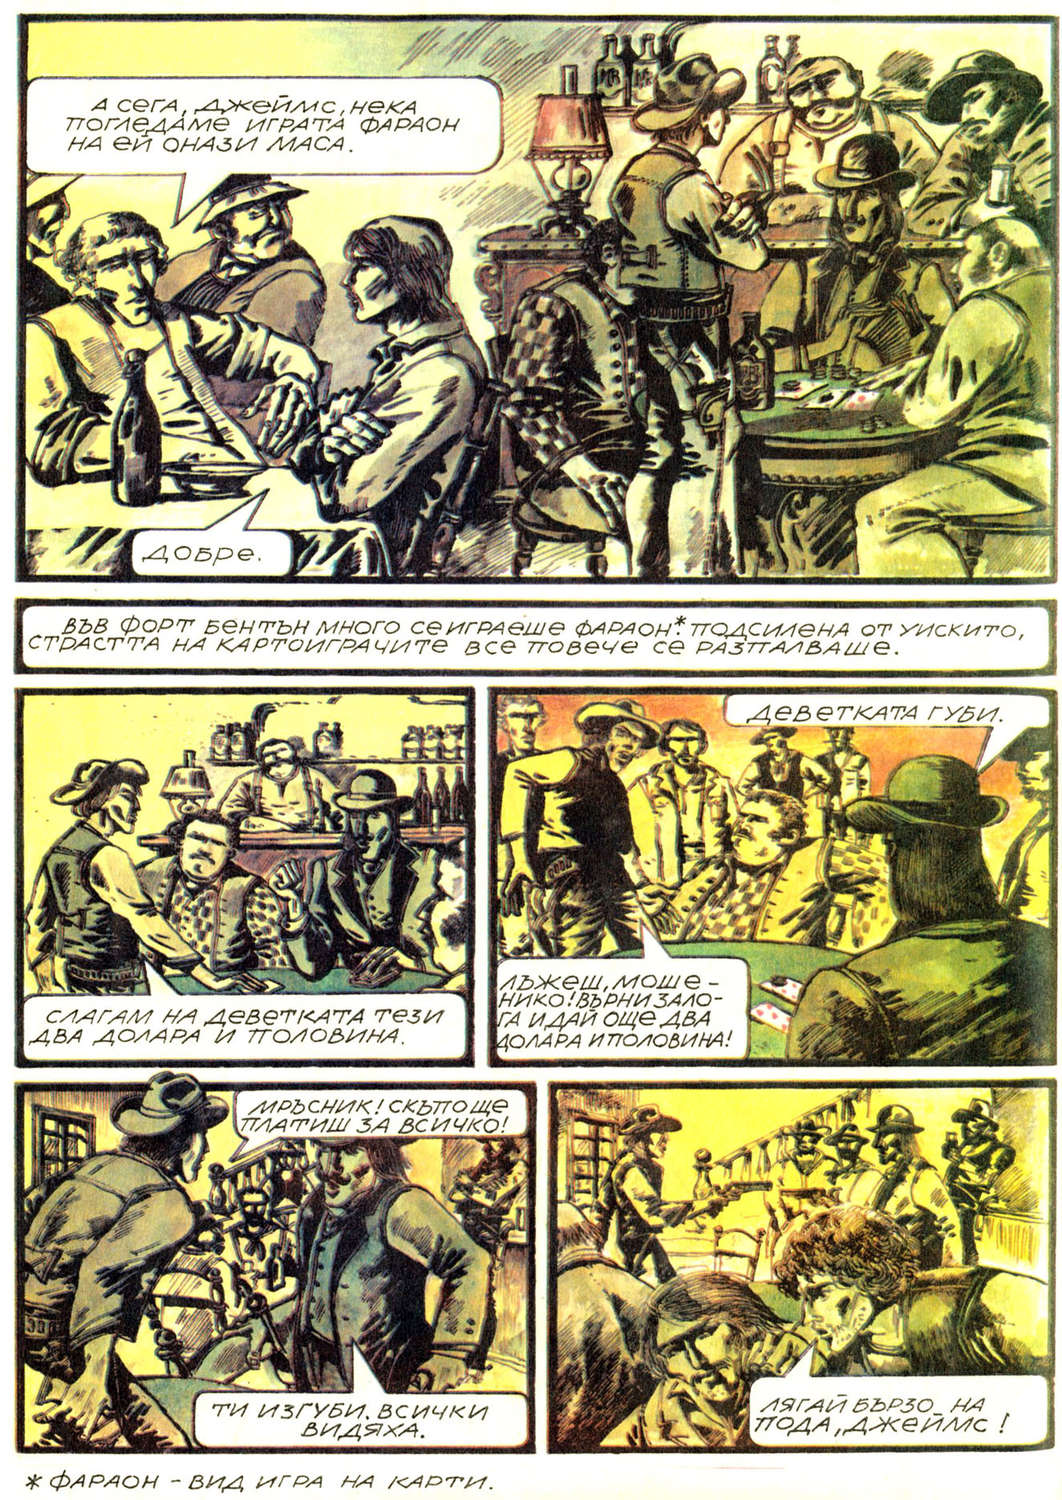 А СЕГА, ДЖЕЙМС, НЕКА
ПОГЛЕДАМЕ ИГРАТА ФАРАОН
НА ЕЙ ОНАЗИ МАСА.
ДОБРЕ.
ВЪВ ФОРТ БЕНТЪН МНОГО СЕ ИГРАЕШЕ ФАРАОН*. ПОДСИЛЕНА ОТ УИСКИТО,
СТРАСТТА НА КАРТОИГРАЧИТЕ ВСЕ ПОВЕЧЕ СЕ РАЗПАЛВАШЕ.
СЛАГАМ НА ДЕВЕТКАТА ТЕЗИ
ДВА ДОЛАРА И ПОЛОВИНА.
ДЕВЕТКАТА ГУБИ.
ЛЪЖЕШ, МОШЕ-
НИКО! ВЪРНИ ЗАЛО-
ГА И ДАЙ ОЩЕ ДВА
ДОЛАРА И ПОЛОВИНА!
МРЪСНИК! СКЪПО ЩЕ
ПЛАТИШ ЗА ВСИЧКО!
ТИ ИЗГУБИ. ВСИЧКИ
ВИДЯХА.
ЛЯГАЙ БЪРЗО НА
ПОДА, ДЖЕЙМС!
* ФАРАОН - ВИД ИГРА НА КАРТИ.